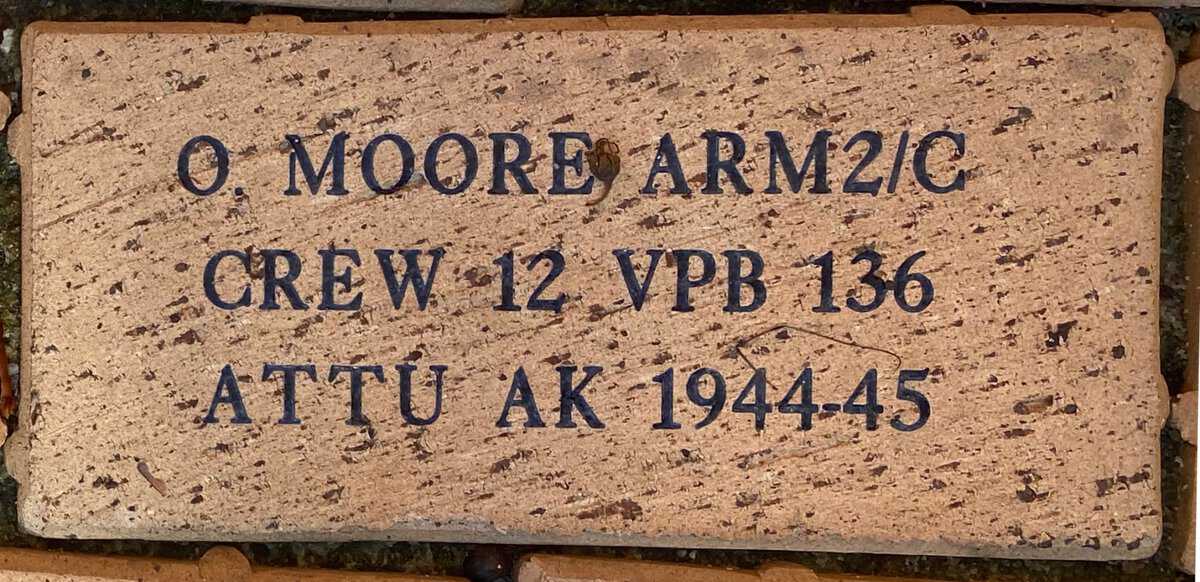 O. MOORE ARM2/C
CREW 12 VPB 136
ATTU AK 1944-45